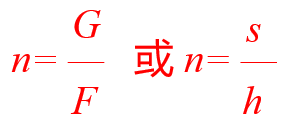 n=G/F 或 n=s/h